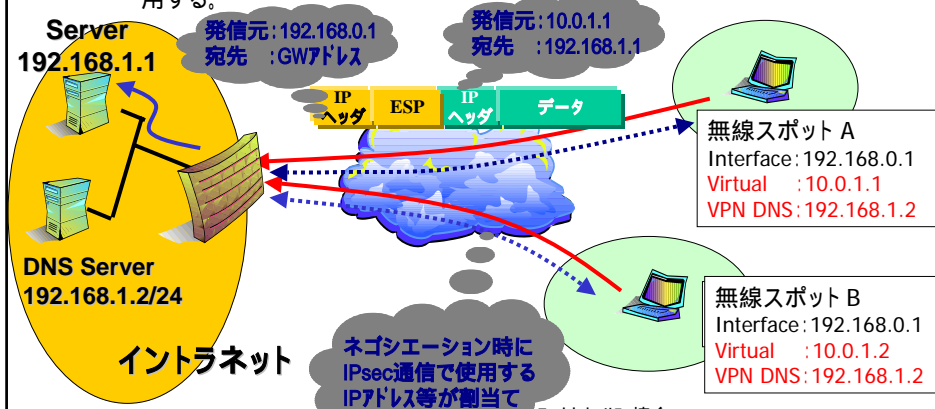 用する。
Server
192.168.1.1
発信元:192.168.0.1
宛先 :GWアドレス
発信元:10.0.1.1
宛先 :192.168.1.1
IP
ヘッダ
ESP
IP
ヘッダ
データ
無線スポット A
Interface:192.168.0.1
Virtual :10.0.1.1
VPN DNS:192.168.1.2
DNS Server
192.168.1.2/24
イントラネット
無線スポット B
Interface:192.168.0.1
Virtual :10.0.1.2
VPN DNS:192.168.1.2
ネゴシエーション時に
IPsec通信で使用する
IPアドレス等が割当て